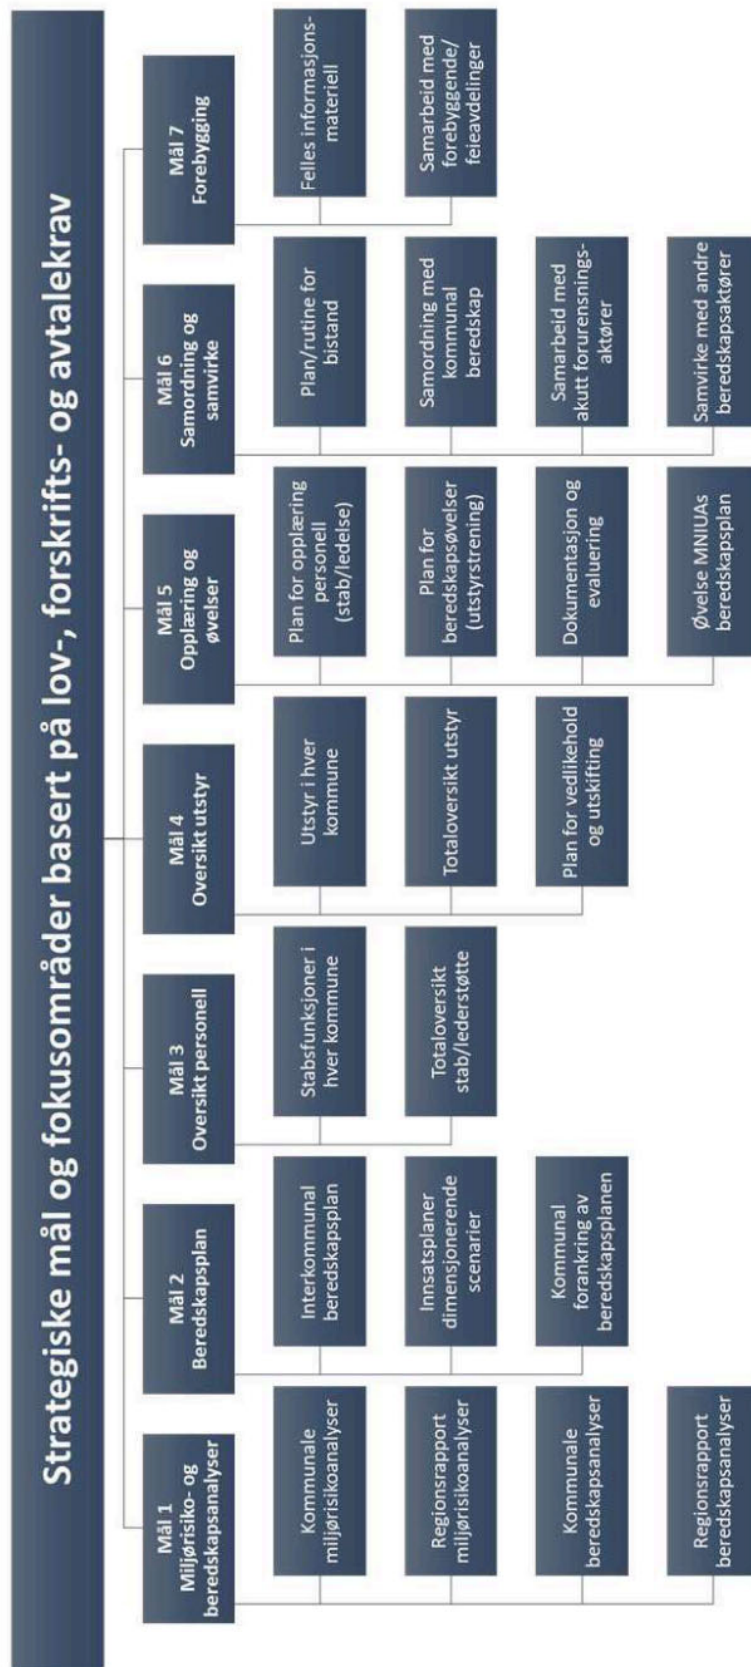 Strategiske mål og fokusområder basert på lov-, forskrifts- og avtalekrav
Mål 1
Miljørisiko- og
beredskapsanalyser
Kommunale
miljørisikoanalyser
Regionsrapport
miljørisikoanalyser
Kommunale
beredskapsanalyser
Regionsrapport
beredskapsanalyser
Mål 2
Beredskapsplan
Interkommunal
beredskapsplan
Innsatsplaner
dimensjonerende
scenarier
Kommunal
forankring av
beredskapsplanen
Mål 3
Oversikt personell
Stabsfunksjoner i
hver kommune
Totaloversikt
stab/lederstøtte
Mål 4
Oversikt utstyr
Utstyr i hver
kommune
Totaloversikt utstyr
Plan for vedlikehold
og utskifting
Mål 5
Opplæring og
øvelser
Plan for opplæring
personell
(stab/ledelse)
Plan for
beredskapsøvelser
(utstyrstrening)
Dokumentasjon og
evaluering
Øvelse MNIUAs
beredskapsplan
Mål 6
Samordning og
samvirke
Plan/rutine for
bistand
Samordning med
kommunal
beredskap
Samarbeid med
akutt forurensnings-
aktører
Samvirke med andre
beredskapsaktører
Mål 7
Forebygging
Felles informasjons-
materiell
Samarbeid med
forebyggende/
feieavdelinger